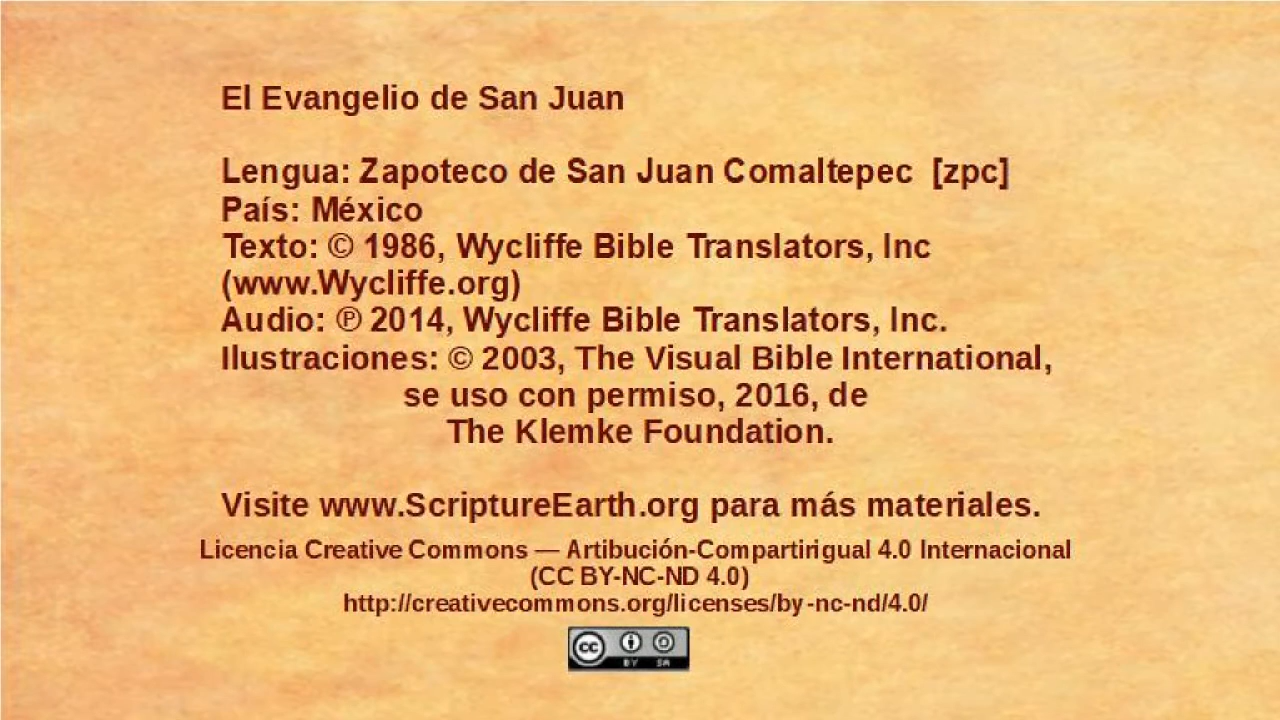 El Evangelio de San Juan
Lengua: Zapoteco de San Juan Comaltepec [zpc]
País: México
Texto: © 1986, Wycliffe Bible Translators, Inc
(www.Wycliffe.org)
Audio: ℗ 2014, Wycliffe Bible Translators, Inc.
Ilustraciones: © 2003, The Visual Bible International,
se uso con permiso, 2016, de
The Klemke Foundation.
Visite www.ScriptureEarth.org para más materiales.
Licencia Creative Commons — Artibución-Compartirigual 4.0 Internacional
(CC BY-NC-ND 4.0)
http://creativecommons.org/licenses/by-nc-nd/4.0/
cc BY SA